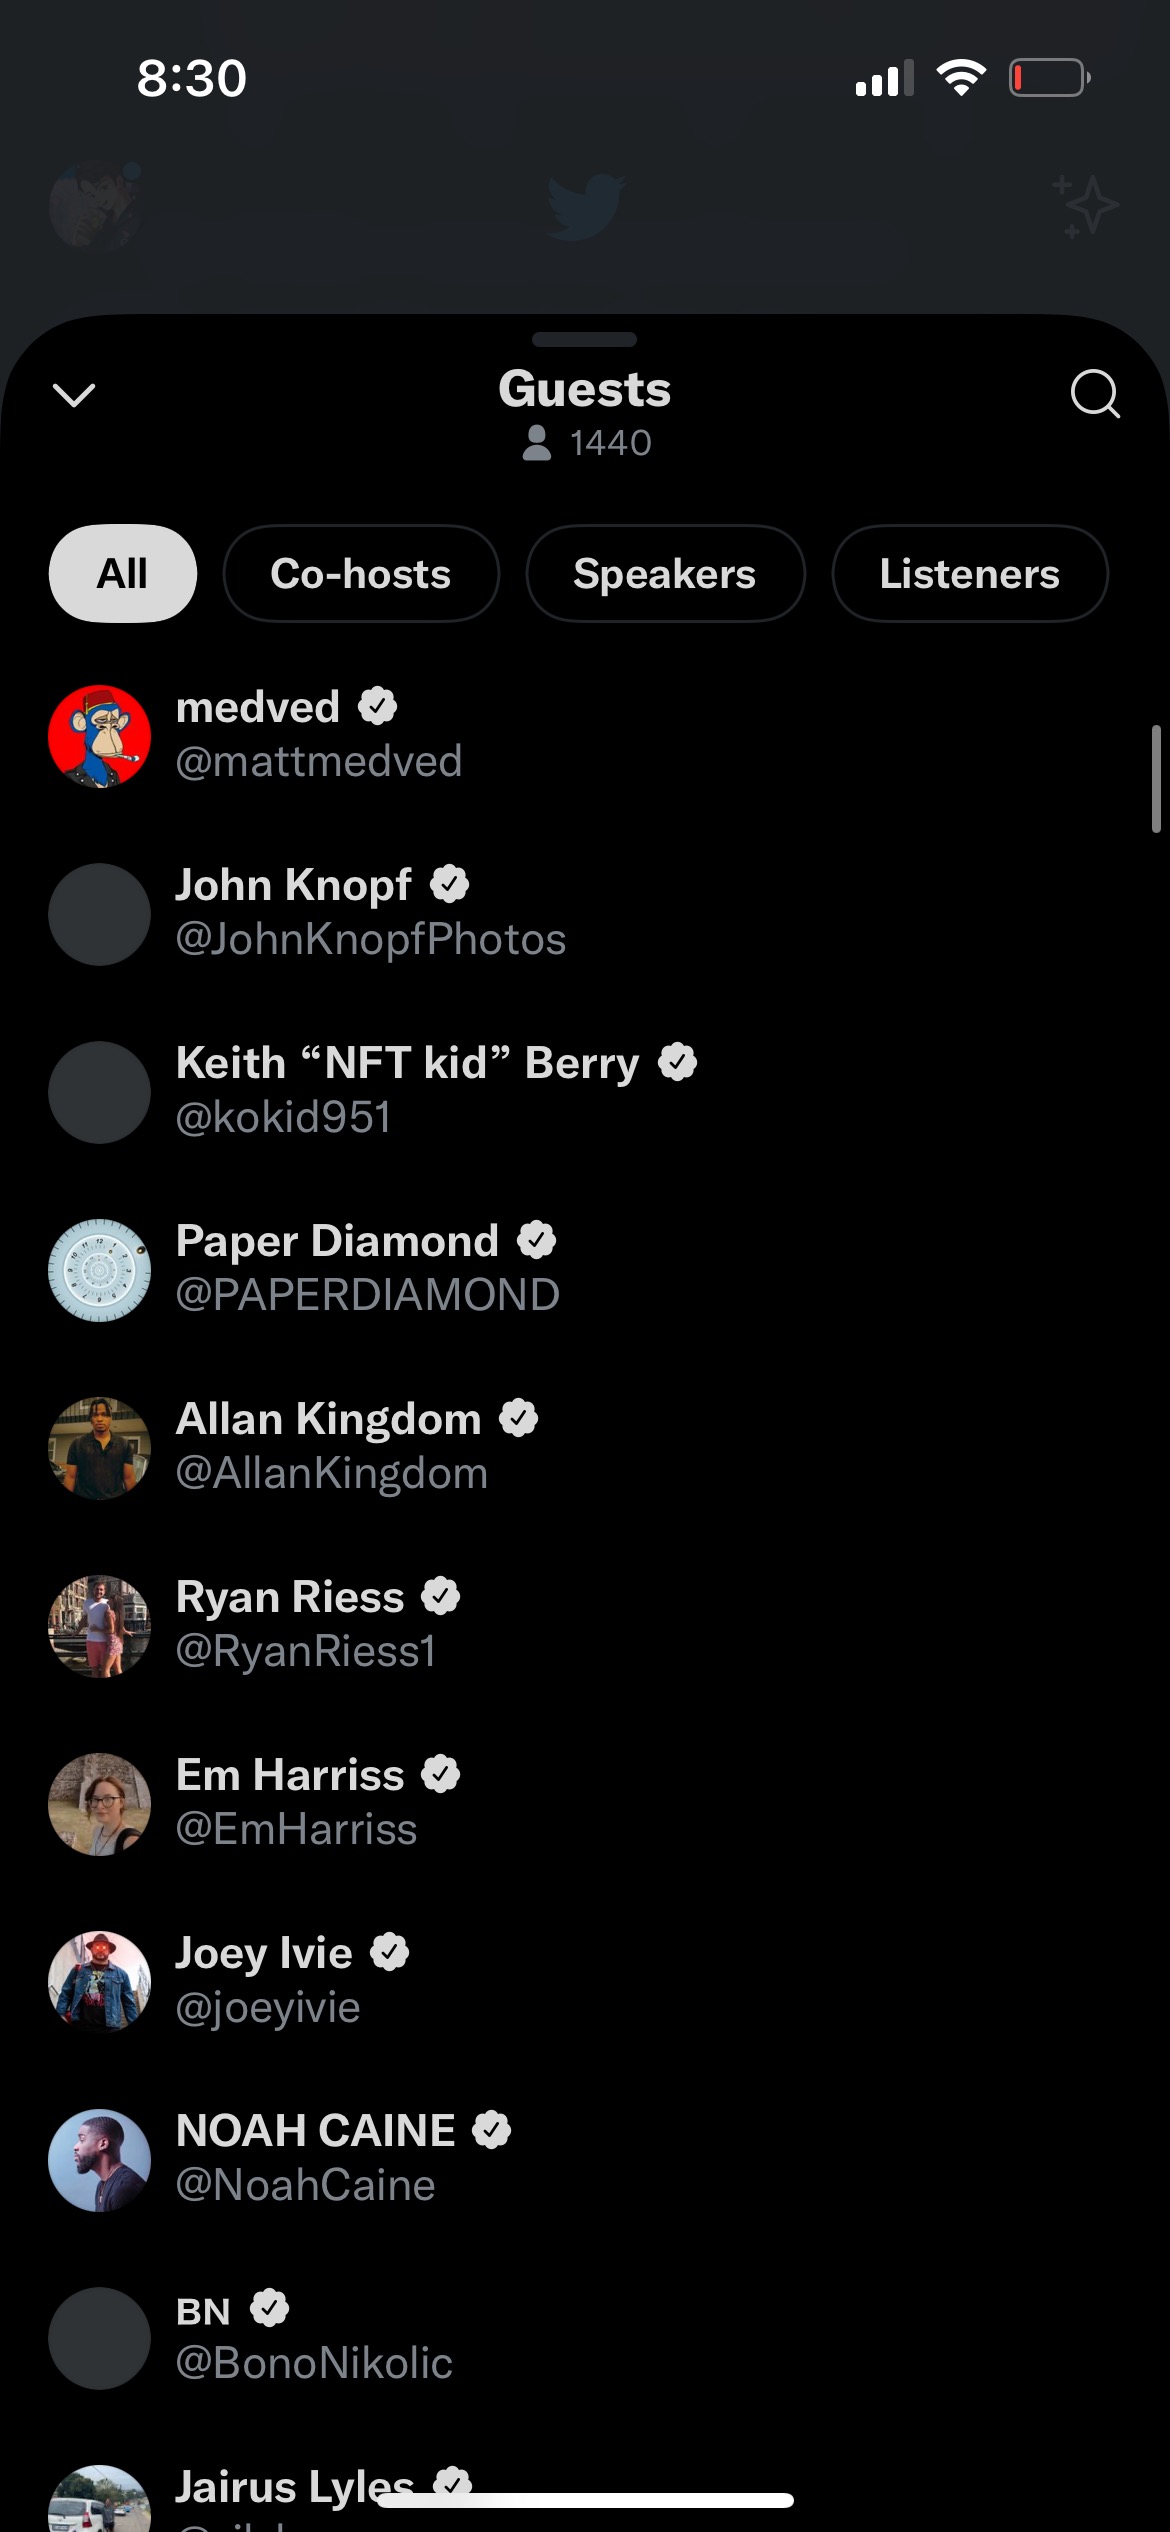 8:30
Guests
1440
All Co-hosts Speakers Listeners
medved
@mattmedved
John Knopf
@JohnKnopfPhotos
Keith “NFT kid” Berry
@kokid951
Paper Diamond
@PAPERDIAMOND
Allan Kingdom
@AllanKingdom
Ryan Riess
@RyanRiess1
Em Harriss
@EmHarriss
Joey Ivie
@joeyivie
NOAH CAINE
@NoahCaine
BN
@BonoNikolic
Jairus Lyles